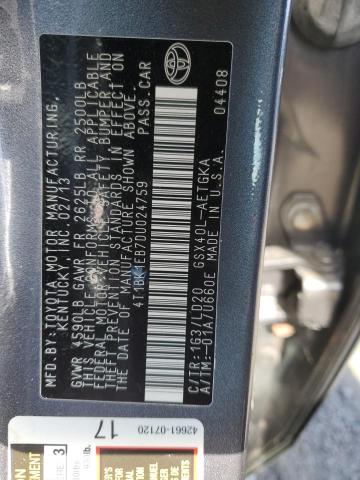 MFD. BY:TOYOTA MOTOR MANUFACTURING,
KENTUCKY, INC. 02/13
GVWR 4590LB GAWR FR 2625LB RR 2500LB
THIS VEHICLE CONFORMS TO ALL APPLICABLE
FEDERAL MOTOR VEHICLE SAFETY BUMPER AND
THEFT PREVENTION STANDARDS IN EFFECT ON
THE DATE OF MANUFACTURE SHOWN ABOVE.
4T4BK1EB7DU024759 PASS. CAR
C/TR:1G3/LD20 GSX40L-AETGKA
A/TM:-01A/U660E MADE IN U.S.A.
04408
42661-07120
17
3